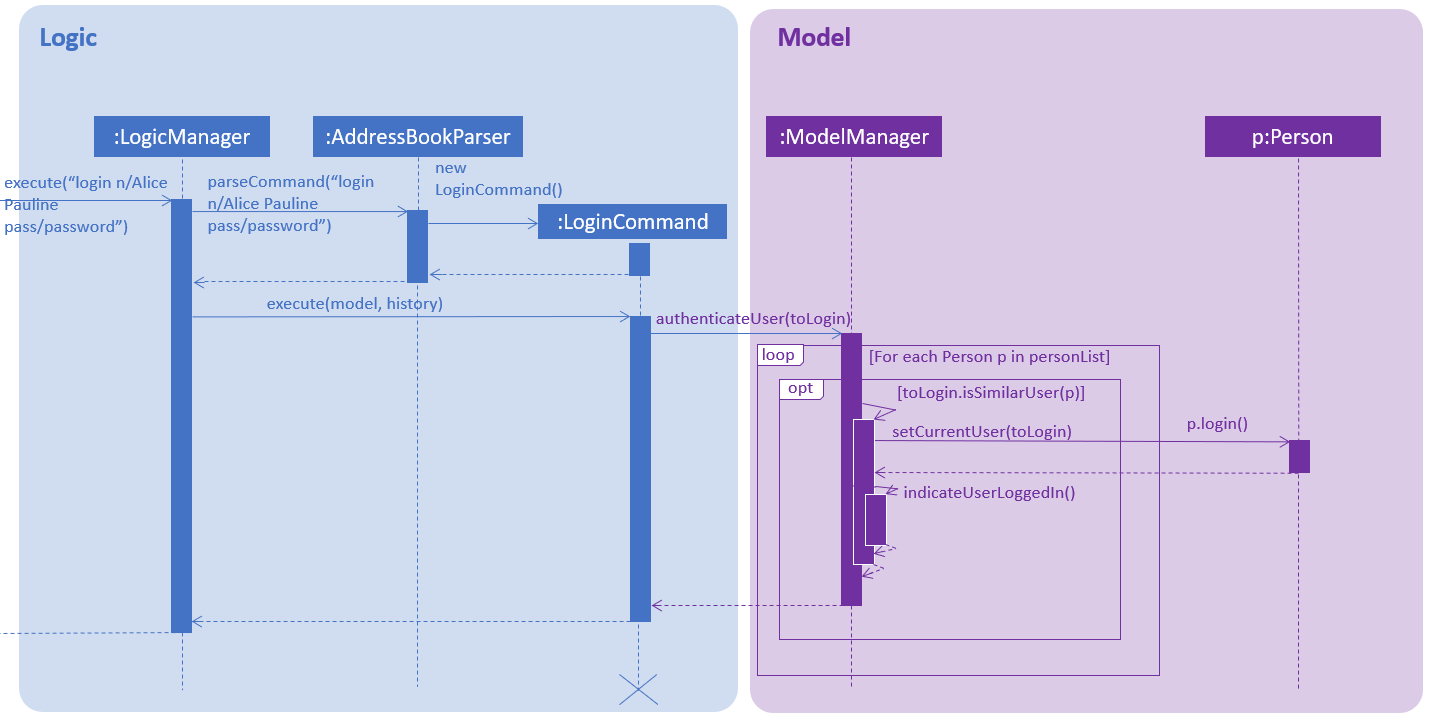 Logic
Model
:LogicManager
:AddressBookParser
:ModelManager
p:Person
new
LoginCommand()
execute(“login n/Alice
Pauline
pass/password”)
parseCommand(“login
n/Alice Pauline
pass/password”)
:LoginCommand
execute(model, history)
authenticateUser(toLogin)
loop
[For each Person p in personList]
opt
[toLogin.isSimilarUser(p)]
setCurrentUser(toLogin)
p.login()
indicateUserLoggedIn()